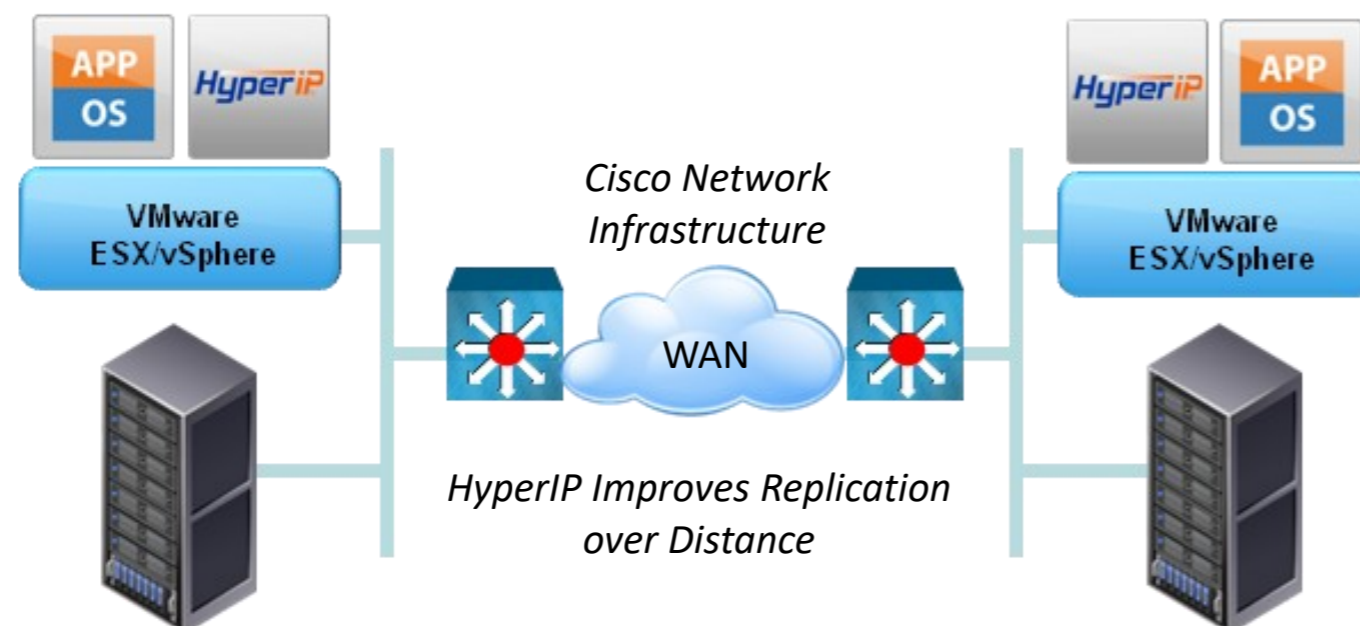 APP
OS
HyperIP
HyperIP
APP
OS
VMware
ESX/vSphere
Cisco Network
Infrastructure
VMware
ESX/vSphere
WAN
HyperIP Improves Replication
over Distance